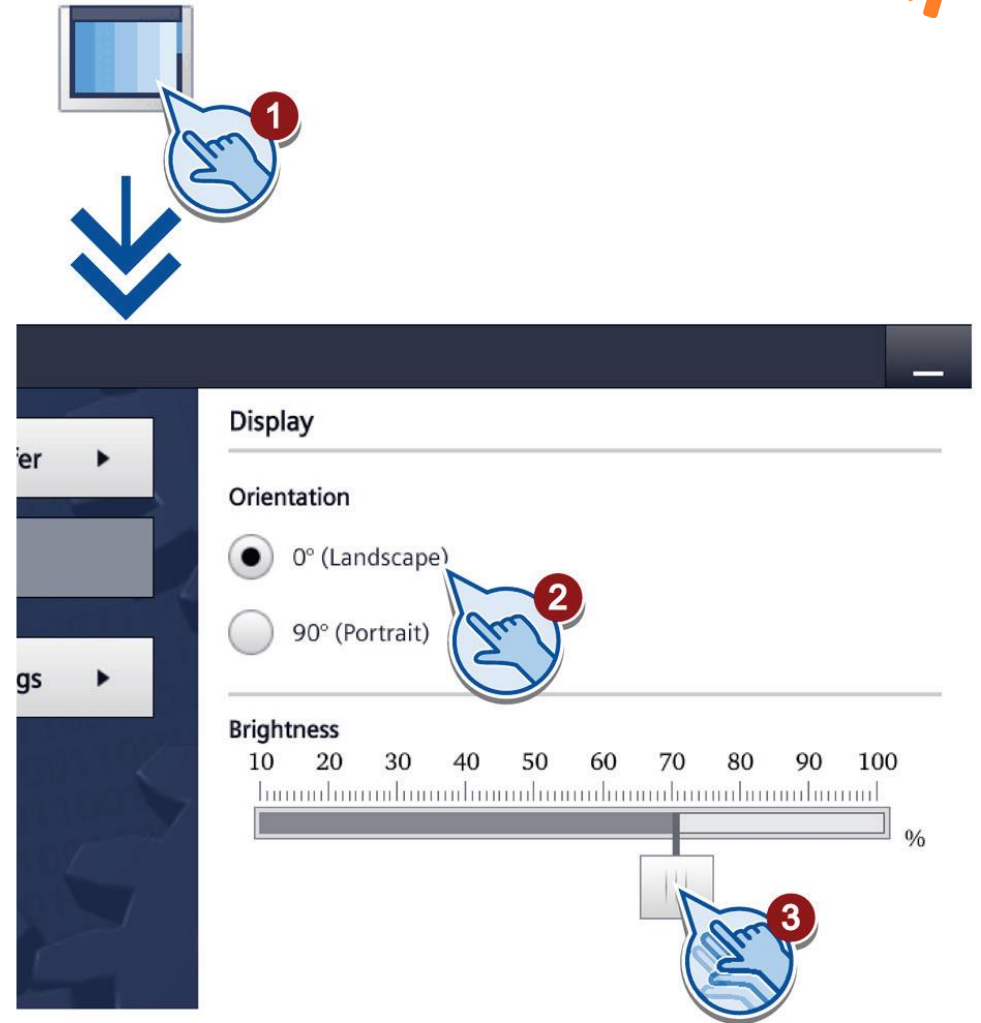 1
Display
er
Orientation
0° (Landscape)
2
90° (Portrait)
gs
Brightness
10 20 30 40 50 60 70 80 90 100
%
3